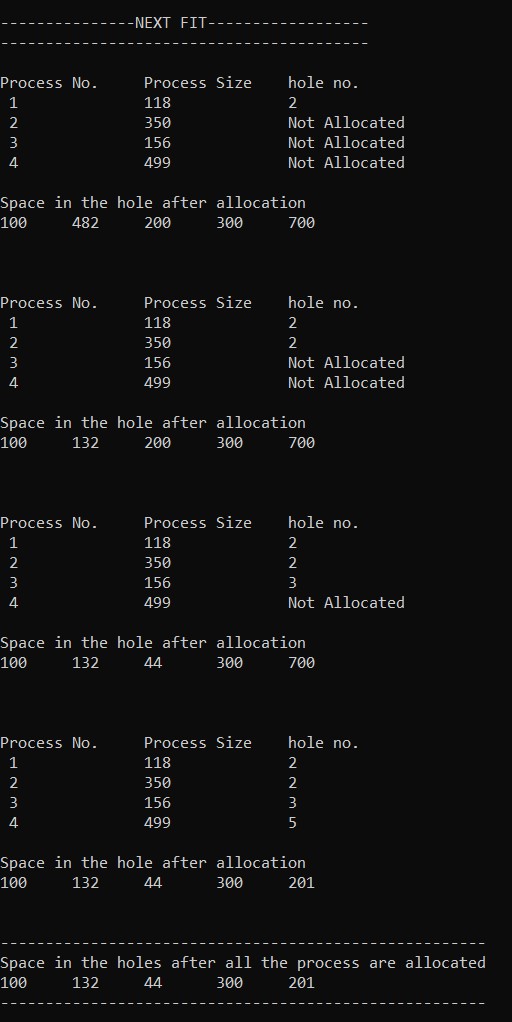 ---------------NEXT FIT------------------
-----------------------------------------
Process No.     Process Size    hole no.
 1              118             2
 2              350             Not Allocated
 3              156             Not Allocated
 4              499             Not Allocated
Space in the hole after allocation
100     482     200     300     700
Process No.     Process Size    hole no.
 1              118             2
 2              350             2
 3              156             Not Allocated
 4              499             Not Allocated
Space in the hole after allocation
100     132     200     300     700
Process No.     Process Size    hole no.
 1              118             2
 2              350             2
 3              156             3
 4              499             Not Allocated
Space in the hole after allocation
100     132     44      300     700
Process No.     Process Size    hole no.
 1              118             2
 2              350             2
 3              156             3
 4              499             5
Space in the hole after allocation
100     132     44      300     201
------------------------------------------------------
Space in the holes after all the process are allocated
100     132     44      300     201
------------------------------------------------------